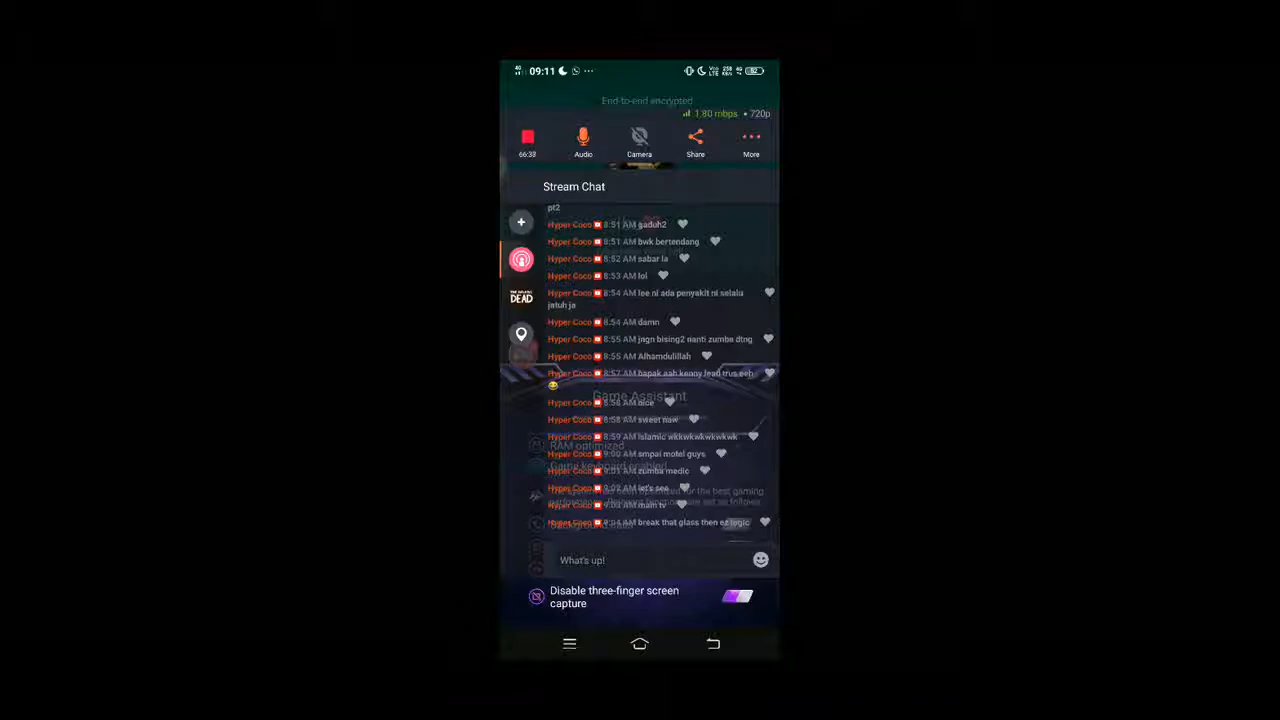 4G 09:11
End-to-end encrypted
1.80 mbps • 720p
66:33 Audio Camera Share More
Stream Chat
pt2
Hyper Coco 8:51 AM gaduh2
Hyper Coco 8:51 AM bwk bertendang
Hyper Coco 8:52 AM sabar la
Hyper Coco 8:53 AM lol
Hyper Coco 8:54 AM lee ni ada penyakit ni selalu
jatuh ja
Hyper Coco 8:54 AM damn
Hyper Coco 8:55 AM jngn bising2 nanti zumba dtng
Hyper Coco 8:55 AM Alhamdulillah
Hyper Coco 8:57 AM bapak aah kenny lead trus eeh
Game Assistant
Hyper Coco 8:58 AM nice
Hyper Coco 8:58 AM sweet naw
Hyper Coco 8:59 AM Islamic wkkwkwkwkwkwk
RAM optimized
Hyper Coco 9:00 AM smpai motel guys
Game keyboard enabled
Hyper Coco 9:01 AM zumba medic
Hyper Coco 9:02 AM let's see
Hyper Coco main tv
Hyper Coco 9:04 AM break that glass then ez logic
What's up!
Disable three-finger screen
capture